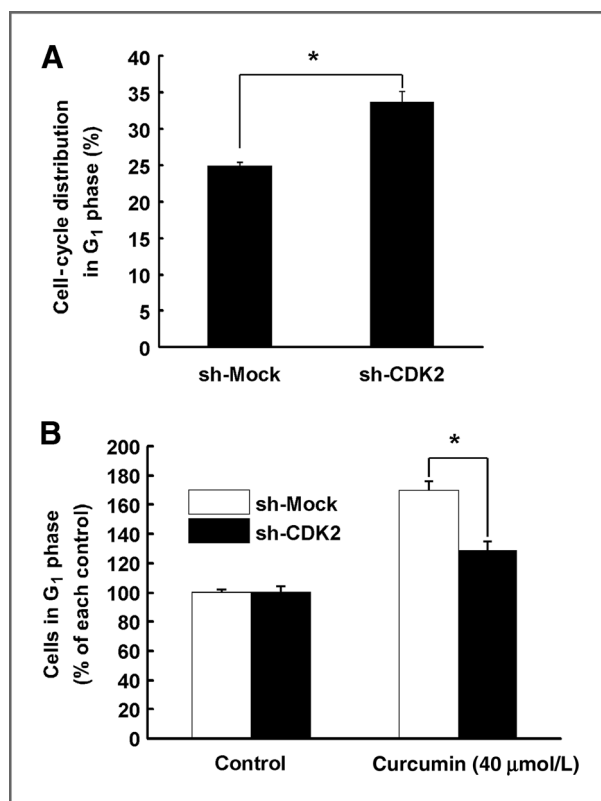 A
*
Cell-cycle distribution
in G1 phase (%)
40
35
30
25
20
15
10
5
0
sh-Mock sh-CDK2
B
*
Cells in G1 phase
(% of each control)
200
180
160
140
120
100
80
60
40
20
0
sh-Mock
sh-CDK2
Control Curcumin (40 μmol/L)